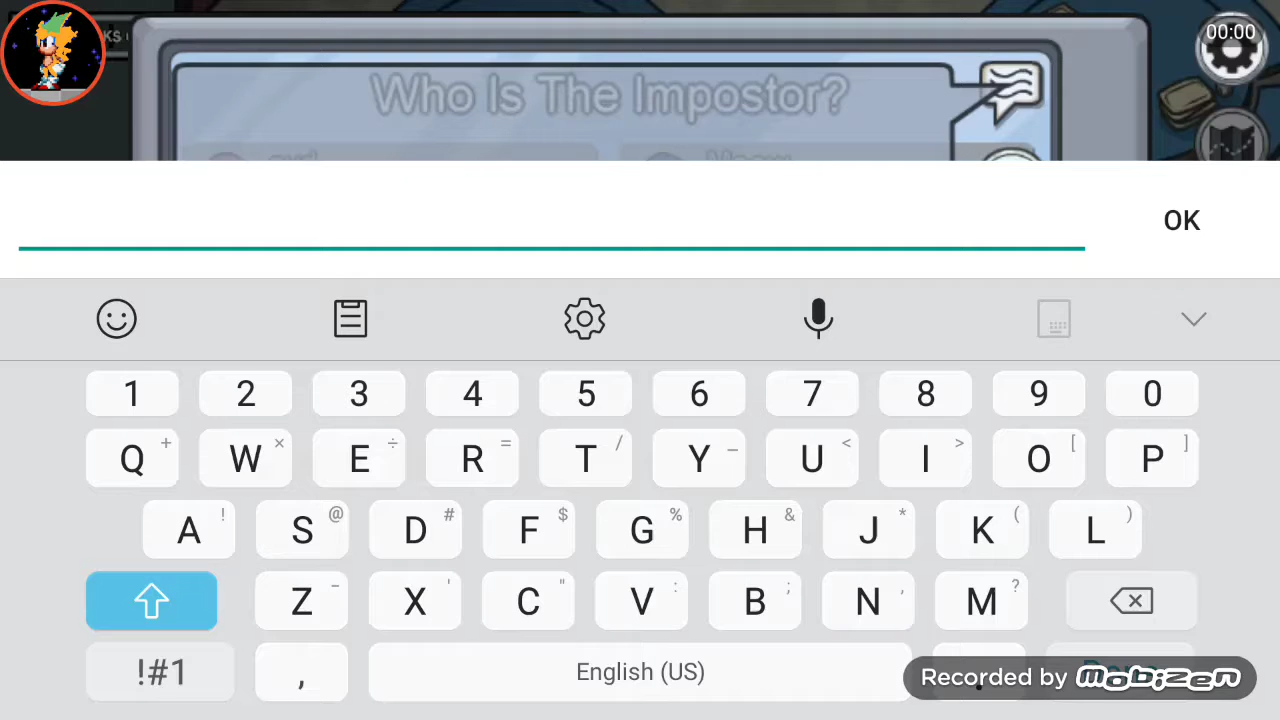 KS
00:00
Who Is The Impostor?
OK
1 2 3 4 5 6 7 8 9 0
Q + W × E ÷ R = T / Y _ U < I > O [ P ]
A ! S @ D # F $ G % H & J * K ( L )
Z - X ' C " V : B ; N , M ?
!#1 , English (US) .
Recorded by mobizen